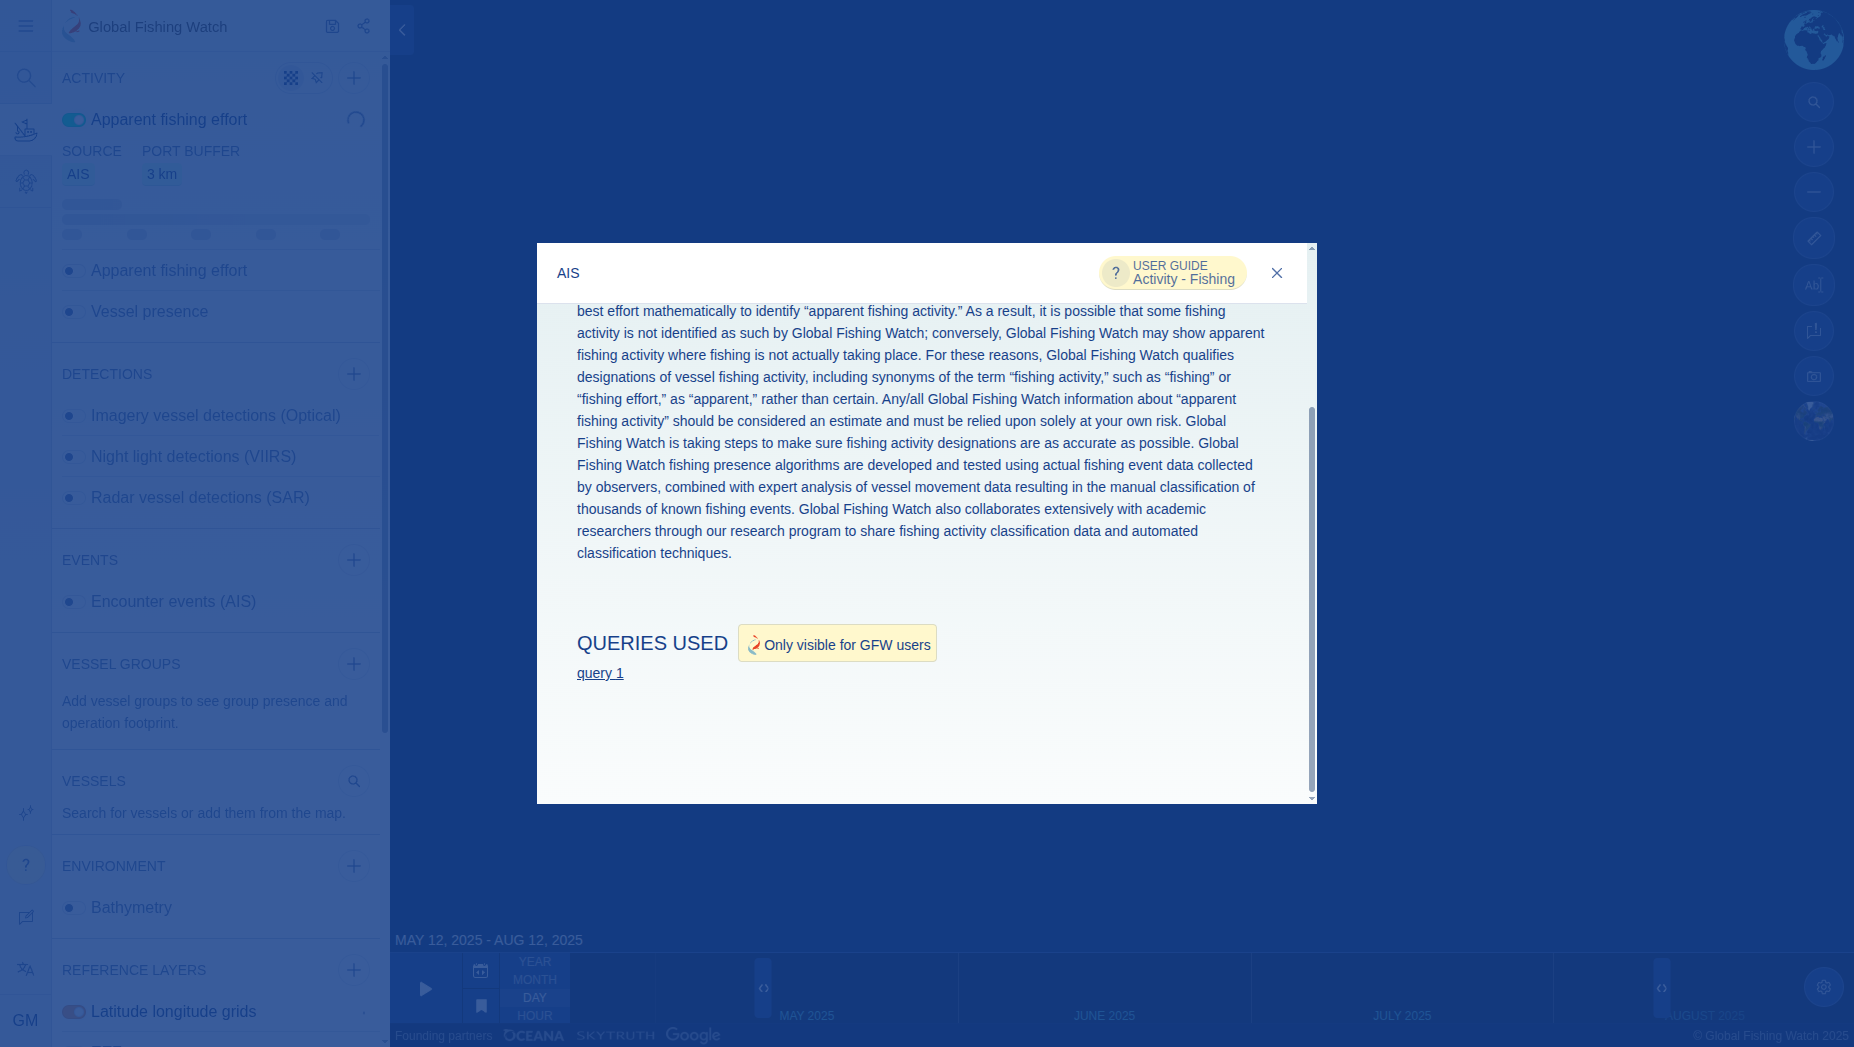 Global Fishing Watch
ACTIVITY
Apparent fishing effort
SOURCE PORT BUFFER
AIS 3 km
Apparent fishing effort
Vessel presence
DETECTIONS
Imagery vessel detections (Optical)
Night light detections (VIIRS)
Radar vessel detections (SAR)
EVENTS
Encounter events (AIS)
VESSEL GROUPS
Add vessel groups to see group presence and
operation footprint.
VESSELS
Search for vessels or add them from the map.
ENVIRONMENT
Bathymetry
REFERENCE LAYERS
Latitude longitude grids
?
GM
AIS
?
USER GUIDE
Activity - Fishing
best effort mathematically to identify “apparent fishing activity.” As a result, it is possible that some fishing
activity is not identified as such by Global Fishing Watch; conversely, Global Fishing Watch may show apparent
fishing activity where fishing is not actually taking place. For these reasons, Global Fishing Watch qualifies
designations of vessel fishing activity, including synonyms of the term “fishing activity,” such as “fishing” or
“fishing effort,” as “apparent,” rather than certain. Any/all Global Fishing Watch information about “apparent
fishing activity” should be considered an estimate and must be relied upon solely at your own risk. Global
Fishing Watch is taking steps to make sure fishing activity designations are as accurate as possible. Global
Fishing Watch fishing presence algorithms are developed and tested using actual fishing event data collected
by observers, combined with expert analysis of vessel movement data resulting in the manual classification of
thousands of known fishing events. Global Fishing Watch also collaborates extensively with academic
researchers through our research program to share fishing activity classification data and automated
classification techniques.
QUERIES USED
Only visible for GFW users
query 1
Ab
MAY 12, 2025 - AUG 12, 2025
YEAR
MONTH
DAY
HOUR
MAY 2025 JUNE 2025 JULY 2025 AUGUST 2025
Founding partners OCEANA SKYTRUTH Google
© Global Fishing Watch 2025